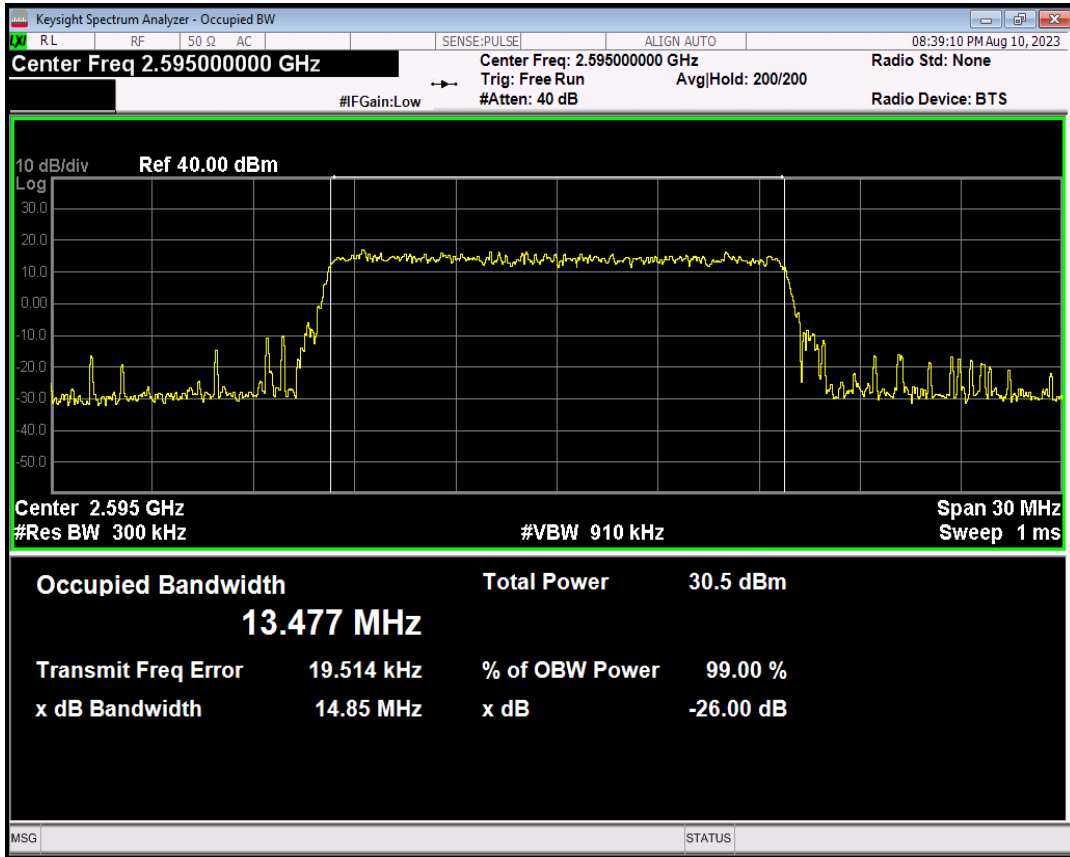 Keysight Spectrum Analyzer - Occupied BW
LXI RL RF 50 Ω AC SENSE:PULSE ALIGN AUTO 08:39:10 PM Aug 10, 2023
Center Freq 2.595000000 GHz Center Freq: 2.595000000 GHz Radio Std: None
Trig: Free Run Avg|Hold: 200/200
#IFGain:Low #Atten: 40 dB Radio Device: BTS
10 dB/div Ref 40.00 dBm
Log
30.0
20.0
10.0
0.00
-10.0
-20.0
-30.0
-40.0
-50.0
Center 2.595 GHz Span 30 MHz
#Res BW 300 kHz #VBW 910 kHz Sweep 1 ms
Occupied Bandwidth Total Power 30.5 dBm
13.477 MHz
Transmit Freq Error 19.514 kHz % of OBW Power 99.00 %
x dB Bandwidth 14.85 MHz x dB -26.00 dB
MSG STATUS